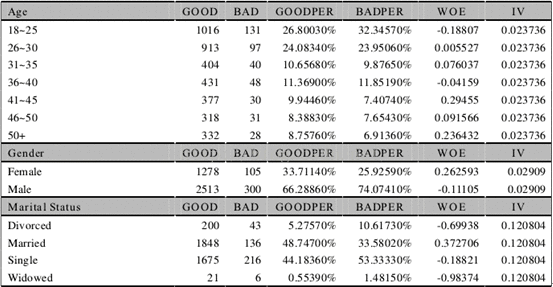 Age GOOD BAD GOODPER BADPER WOE IV
18~25 1016 131 26.80030% 32.34570% -0.18807 0.023736
26~30 913 97 24.08340% 23.95060% 0.005527 0.023736
31~35 404 40 10.65680% 9.87650% 0.076037 0.023736
36~40 431 48 11.36900% 11.85190% -0.04159 0.023736
41~45 377 30 9.94460% 7.40740% 0.29455 0.023736
46~50 318 31 8.38830% 7.65430% 0.091566 0.023736
50+ 332 28 8.75760% 6.91360% 0.236432 0.023736
Gender GOOD BAD GOODPER BADPER WOE IV
Female 1278 105 33.71140% 25.92590% 0.262593 0.02909
Male 2513 300 66.28860% 74.07410% -0.11105 0.02909
Marital Status GOOD BAD GOODPER BADPER WOE IV
Divorced 200 43 5.27570% 10.61730% -0.69938 0.120804
Married 1848 136 48.74700% 33.58020% 0.372706 0.120804
Single 1675 216 44.18360% 53.33330% -0.18821 0.120804
Widowed 21 6 0.55390% 1.48150% -0.98374 0.120804